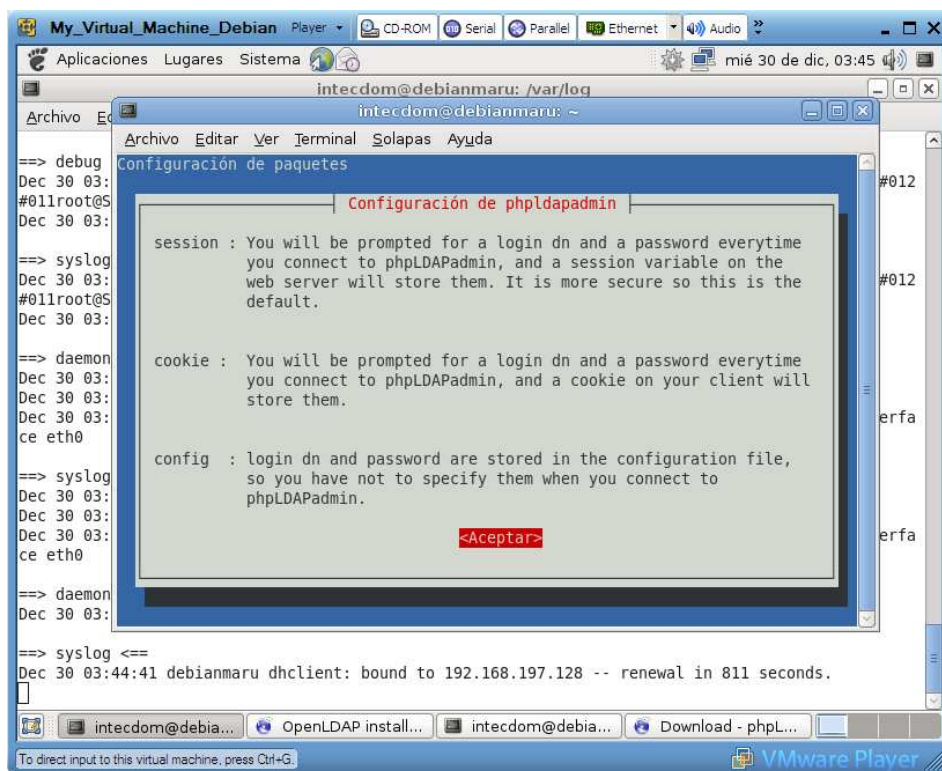 My_Virtual_Machine_Debian Player CD-ROM Serial Parallel Ethernet Audio
Aplicaciones Lugares Sistema mié 30 de dic, 03:45
intecdom@debianmaru: /var/log
Archivo Ed
intecdom@debianmaru: ~
Archivo Editar Ver Terminal Solapas Ayuda
Configuración de paquetes
Configuración de phpldapadmin
session : You will be prompted for a login dn and a password everytime
you connect to phpLDAPadmin, and a session variable on the
web server will store them. It is more secure so this is the
default.
cookie : You will be prompted for a login dn and a password everytime
you connect to phpLDAPadmin, and a cookie on your client will
store them.
config : login dn and password are stored in the configuration file,
so you have not to specify them when you connect to
phpLDAPadmin.
<Aceptar>
==> debug
Dec 30 03: #012
#011root@S
Dec 30 03:
==> syslog
Dec 30 03: #012
#011root@S
Dec 30 03:
==> daemon
Dec 30 03:
Dec 30 03:
Dec 30 03: erfa
ce eth0
==> syslog
Dec 30 03:
Dec 30 03:
Dec 30 03: erfa
ce eth0
==> daemon
Dec 30 03:
==> syslog <==
Dec 30 03:44:41 debianmaru dhclient: bound to 192.168.197.128 -- renewal in 811 seconds.
intecdom@debia... OpenLDAP install... intecdom@debia... Download - phpL...
To direct input to this virtual machine, press Ctrl+G. VMware Player